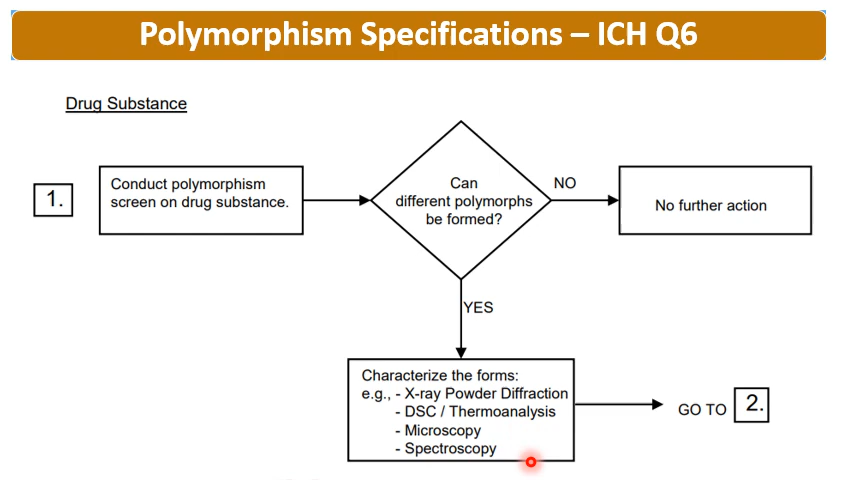 Polymorphism Specifications – ICH Q6
Drug Substance
1.
Conduct polymorphism
screen on drug substance.
Can
different polymorphs
be formed?
NO
No further action
YES
Characterize the forms:
e.g., - X-ray Powder Diffraction
- DSC / Thermoanalysis
- Microscopy
- Spectroscopy
GO TO 2.